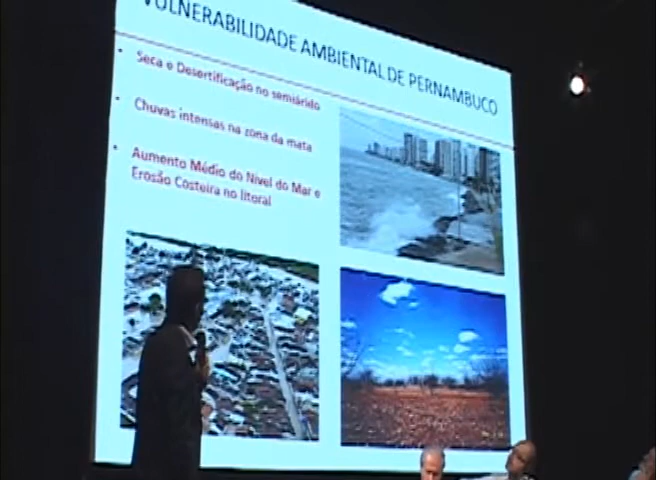 VULNERABILIDADE AMBIENTAL DE PERNAMBUCO
• Seca e Desertificação no semiárido
• Chuvas intensas na zona da mata
• Aumento Médio do Nível do Mar e
Erosão Costeira no litoral